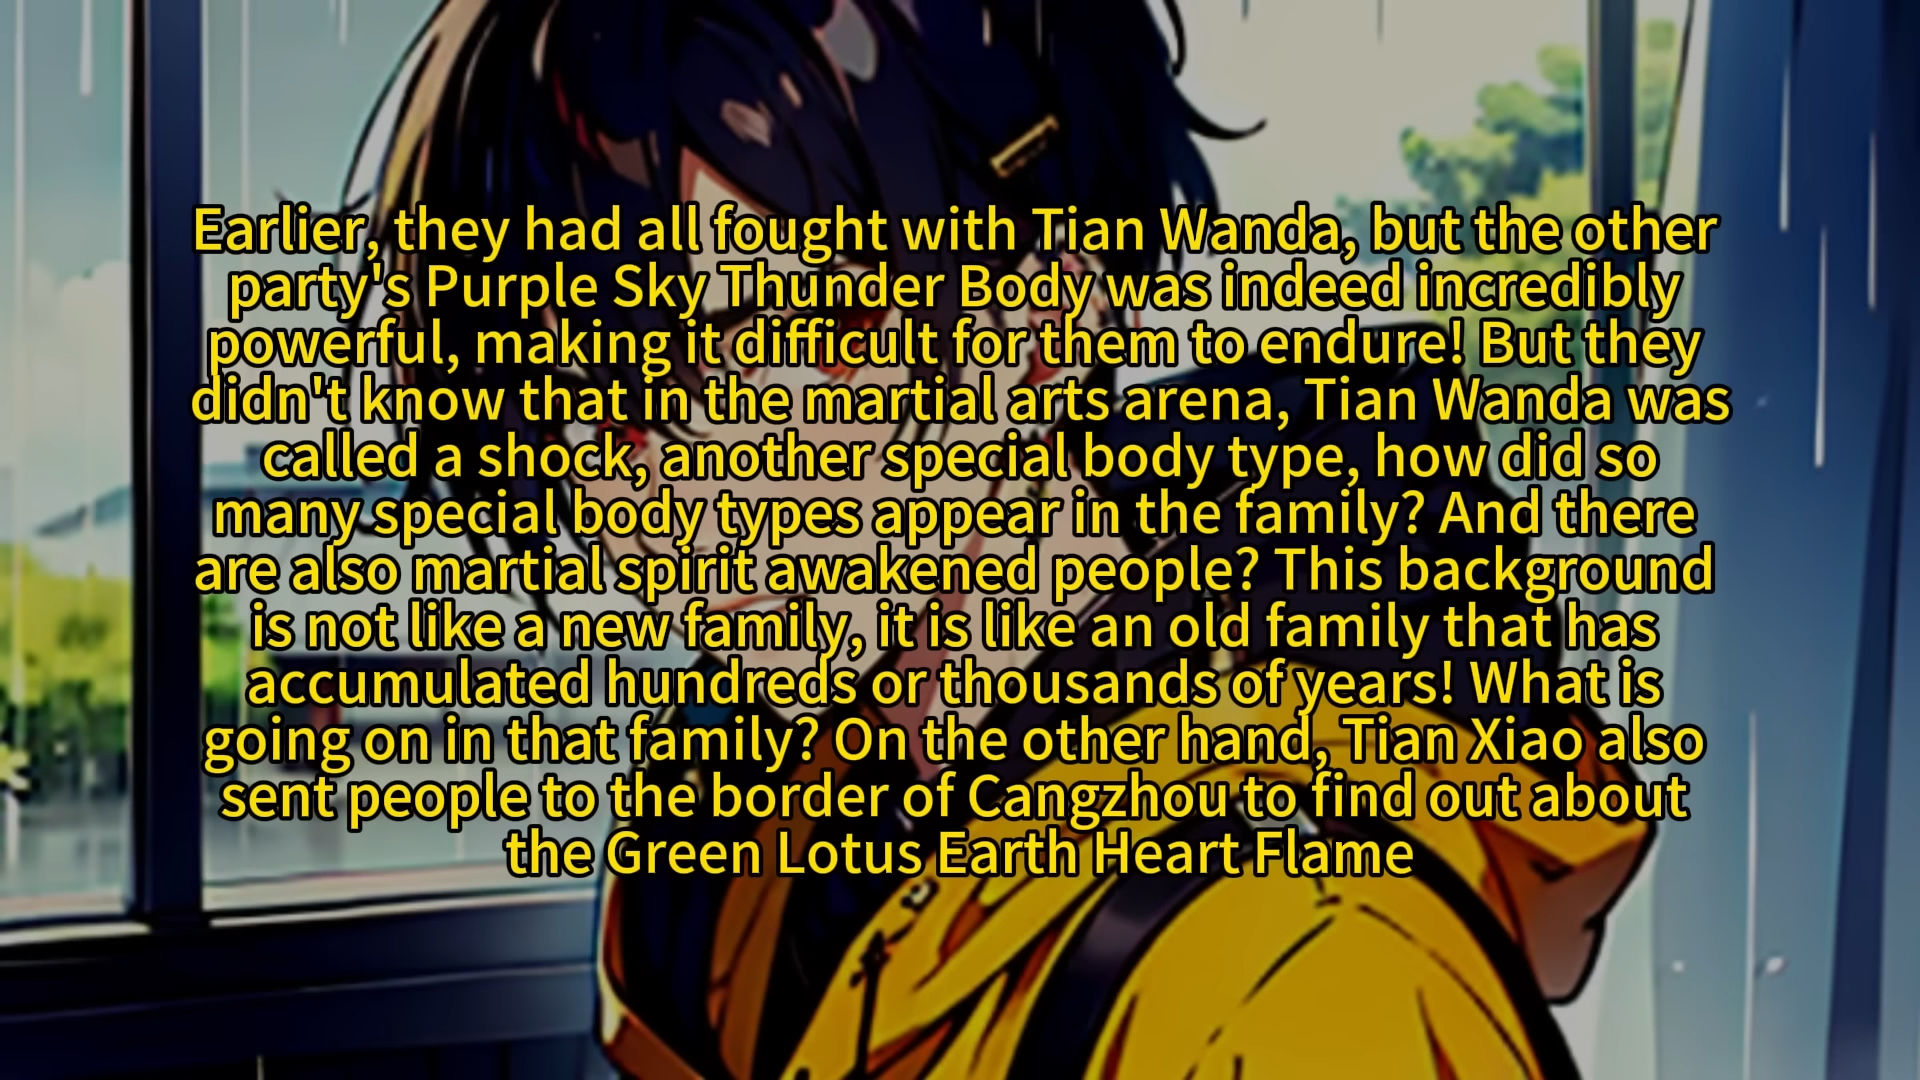 Earlier, they had all fought with Tian Wanda, but the other
party's Purple Sky Thunder Body was indeed incredibly
powerful, making it difficult for them to endure! But they
didn't know that in the martial arts arena, Tian Wanda was
called a shock, another special body type, how did so
many special body types appear in the family? And there
are also martial spirit awakened people? This background
is not like a new family, it is like an old family that has
accumulated hundreds or thousands of years! What is
going on in that family? On the other hand, Tian Xiao also
sent people to the border of Cangzhou to find out about
the Green Lotus Earth Heart Flame